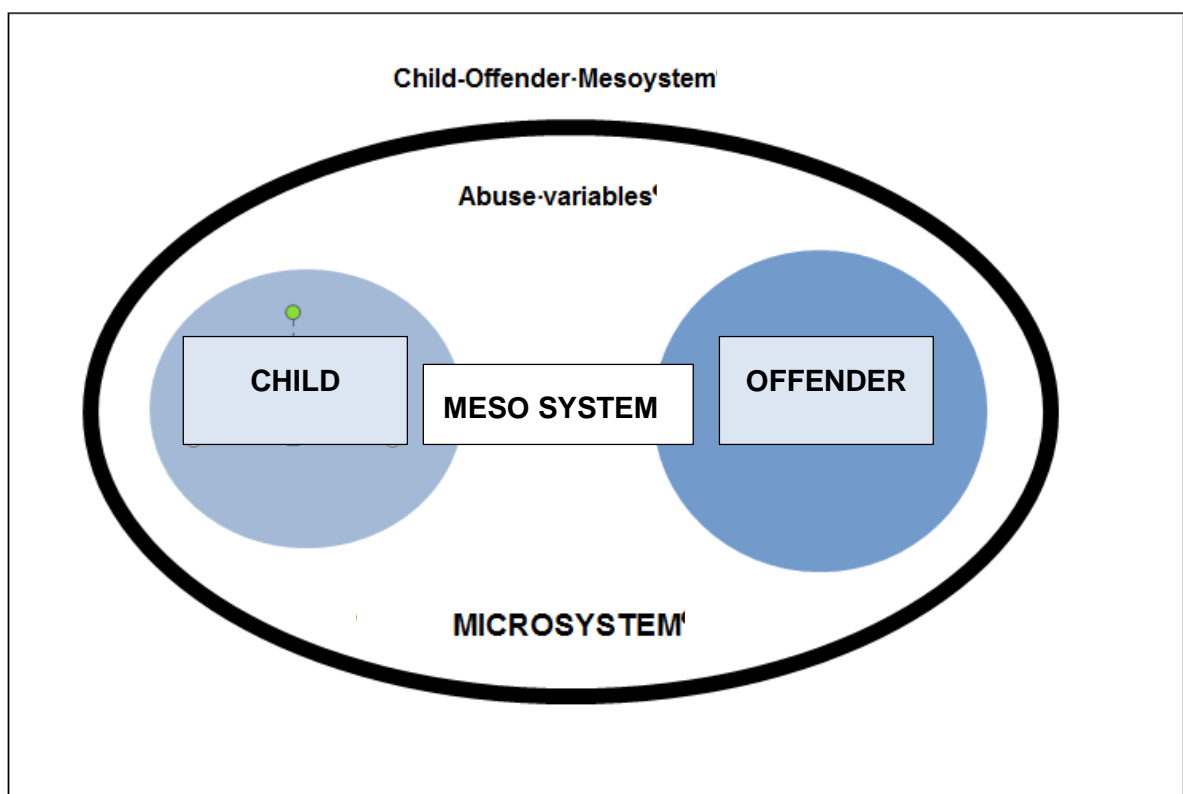 Child-Offender·Mesoystem
Abuse·variables
CHILD
MESO SYSTEM
OFFENDER
MICROSYSTEM